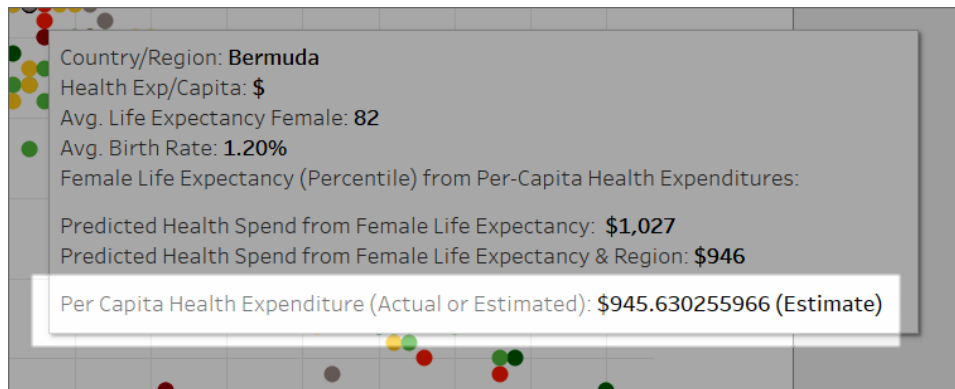 Country/Region: Bermuda
Health Exp/Capita: $
Avg. Life Expectancy Female: 82
Avg. Birth Rate: 1.20%
Female Life Expectancy (Percentile) from Per-Capita Health Expenditures:
Predicted Health Spend from Female Life Expectancy: $1,027
Predicted Health Spend from Female Life Expectancy & Region: $946
Per Capita Health Expenditure (Actual or Estimated): $945.630255966 (Estimate)